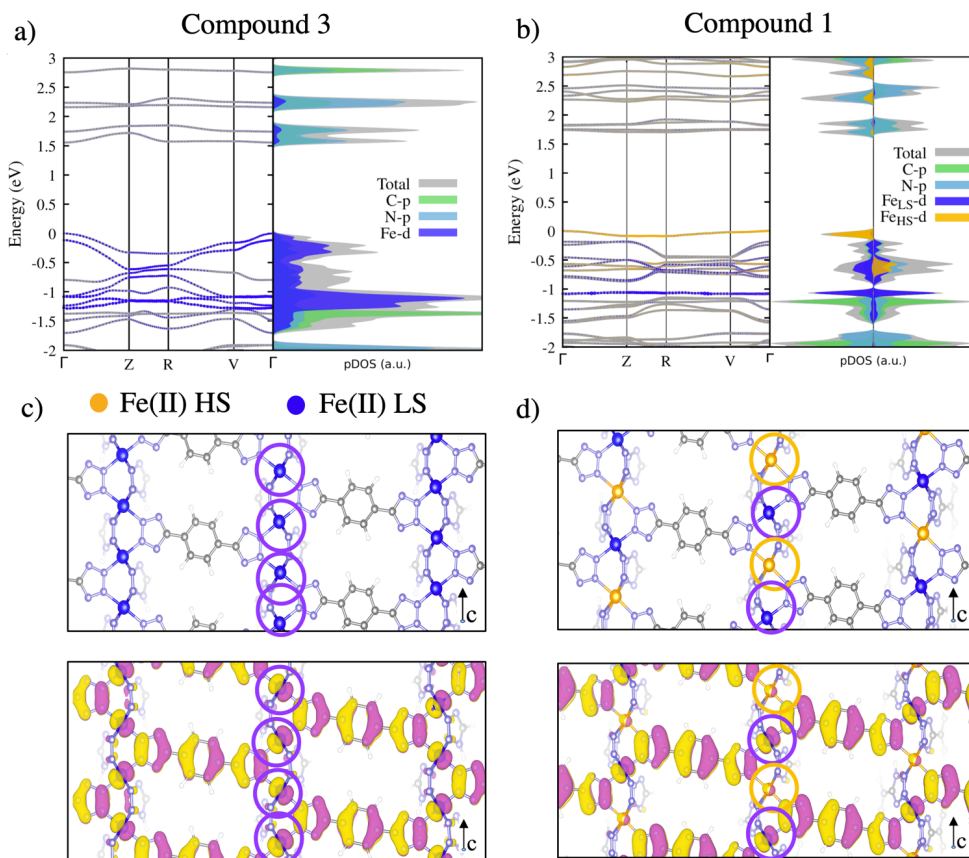 a)
Compound 3
3
2.5
2
1.5
1
0.5
0
-0.5
-1
-1.5
-2
Energy (eV)
Total
C-p
N-p
Fe-d
Γ
Z
R
V
Γ
pDOS (a.u.)
b)
Compound 1
3
2.5
2
1.5
1
0.5
0
-0.5
-1
-1.5
-2
Energy (eV)
Total
C-p
N-p
Fe_LS-d
Fe_HS-d
Γ
Z
R
V
Γ
pDOS (a.u.)
c)
Fe(II) HS
Fe(II) LS
d)
c
c
c
c